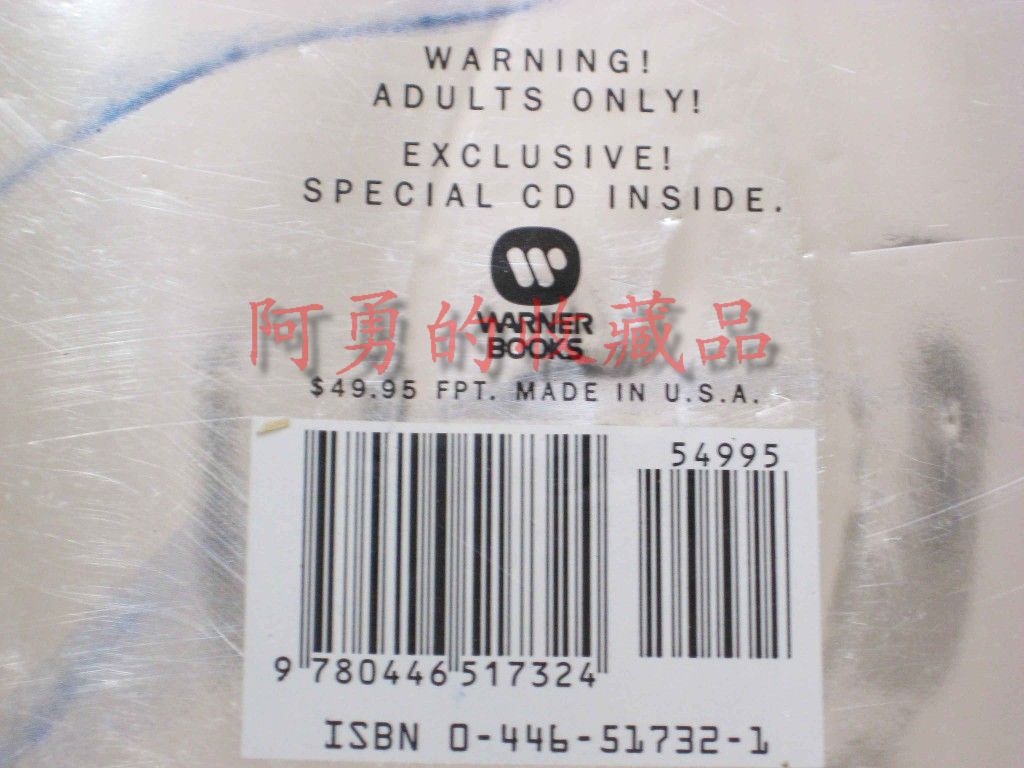 WARNING!
ADULTS ONLY!
EXCLUSIVE!
SPECIAL CD INSIDE.
WARNER
BOOKS
阿勇的收藏品
$49.95 FPT. MADE IN U.S.A.
54995
9 780446 517324
ISBN 0-446-51732-1